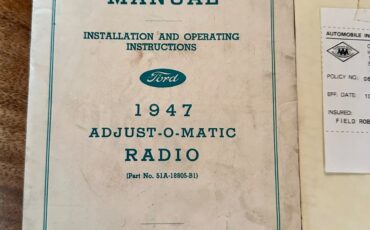 MANUAL
INSTALLATION AND OPERATING
INSTRUCTIONS
Ford
1947
ADJUST-O-MATIC
RADIO
(Part No. 51A-18805-B1)
AUTOMOBILE IN
POLICY NO.
EFF. DATE:
INSURED:
FIELD ROB